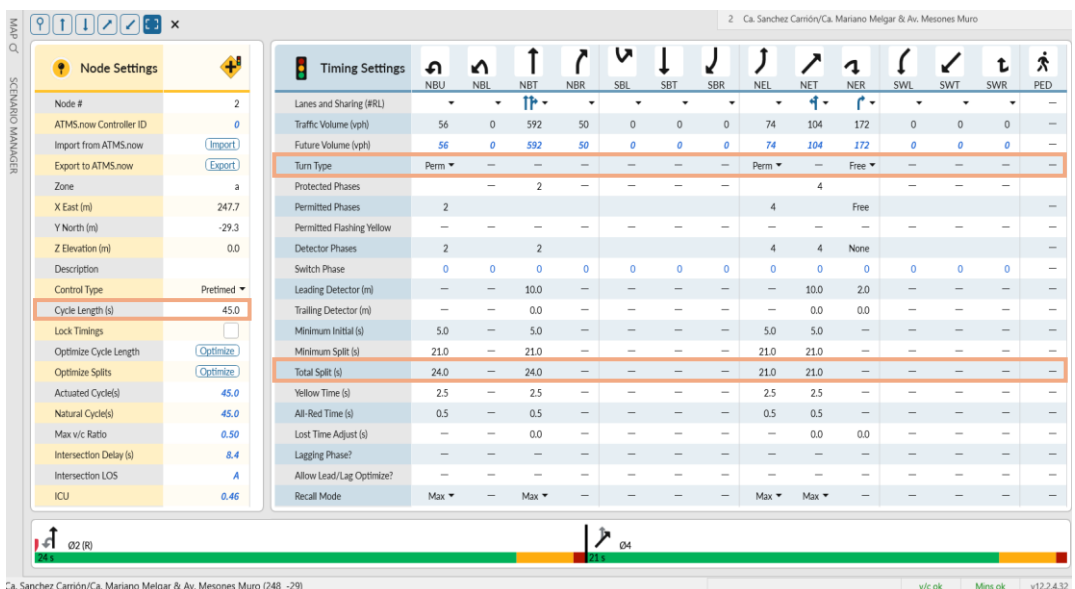 2 Ca. Sanchez Carrión/Ca. Mariano Melgar & Av. Mesones Muro
MAP
SCENARIO MANAGER
Node Settings
Node # 2
ATMS.now Controller ID 0
Import from ATMS.now Import
Export to ATMS.now Export
Zone a
X East (m) 247.7
Y North (m) -29.3
Z Elevation (m) 0.0
Description
Control Type Pretimed
Cycle Length (s) 45.0
Lock Timings
Optimize Cycle Length Optimize
Optimize Splits Optimize
Actuated Cycle(s) 45.0
Natural Cycle(s) 45.0
Max v/c Ratio 0.50
Intersection Delay (s) 8.4
Intersection LOS A
ICU 0.46
Timing Settings NBU NBL NBT NBR SBL SBT SBR NEL NET NER SWL SWT SWR PED
Lanes and Sharing (#RL) —
Traffic Volume (vph) 56 0 592 50 0 0 0 74 104 172 0 0 0 —
Future Volume (vph) 56 0 592 50 0 0 0 74 104 172 0 0 0 —
Turn Type Perm — — — — — — Perm — Free — — — —
Protected Phases — 2 — — — — 4 — — — —
Permitted Phases 2 4 Free —
Permitted Flashing Yellow — — — — — — — — — — — — — —
Detector Phases 2 2 4 4 None —
Switch Phase 0 0 0 0 0 0 0 0 0 0 0 0 0 —
Leading Detector (m) — — 10.0 — — — — — 10.0 2.0 — — — —
Trailing Detector (m) — — 0.0 — — — — — 0.0 0.0 — — — —
Minimum Initial (s) 5.0 — 5.0 — — — — 5.0 5.0 — — — — —
Minimum Split (s) 21.0 — 21.0 — — — — 21.0 21.0 — — — — —
Total Split (s) 24.0 — 24.0 — — — — 21.0 21.0 — — — — —
Yellow Time (s) 2.5 — 2.5 — — — — 2.5 2.5 — — — — —
All-Red Time (s) 0.5 — 0.5 — — — — 0.5 0.5 — — — — —
Lost Time Adjust (s) — — 0.0 — — — — — 0.0 0.0 — — — —
Lagging Phase? — — — — — — — — — — — — — —
Allow Lead/Lag Optimize? — — — — — — — — — — — — — —
Recall Mode Max — Max — — — — Max Max — — — — —
Ø2 (R) Ø4
24 s 21 s
Ca. Sanchez Carrión/Ca. Mariano Melgar & Av. Mesones Muro (248, -29) v/c ok Mins ok v12.2.4.32